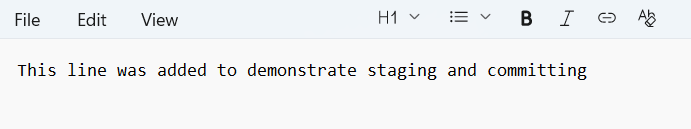 File Edit View H1 B I
This line was added to demonstrate staging and committing